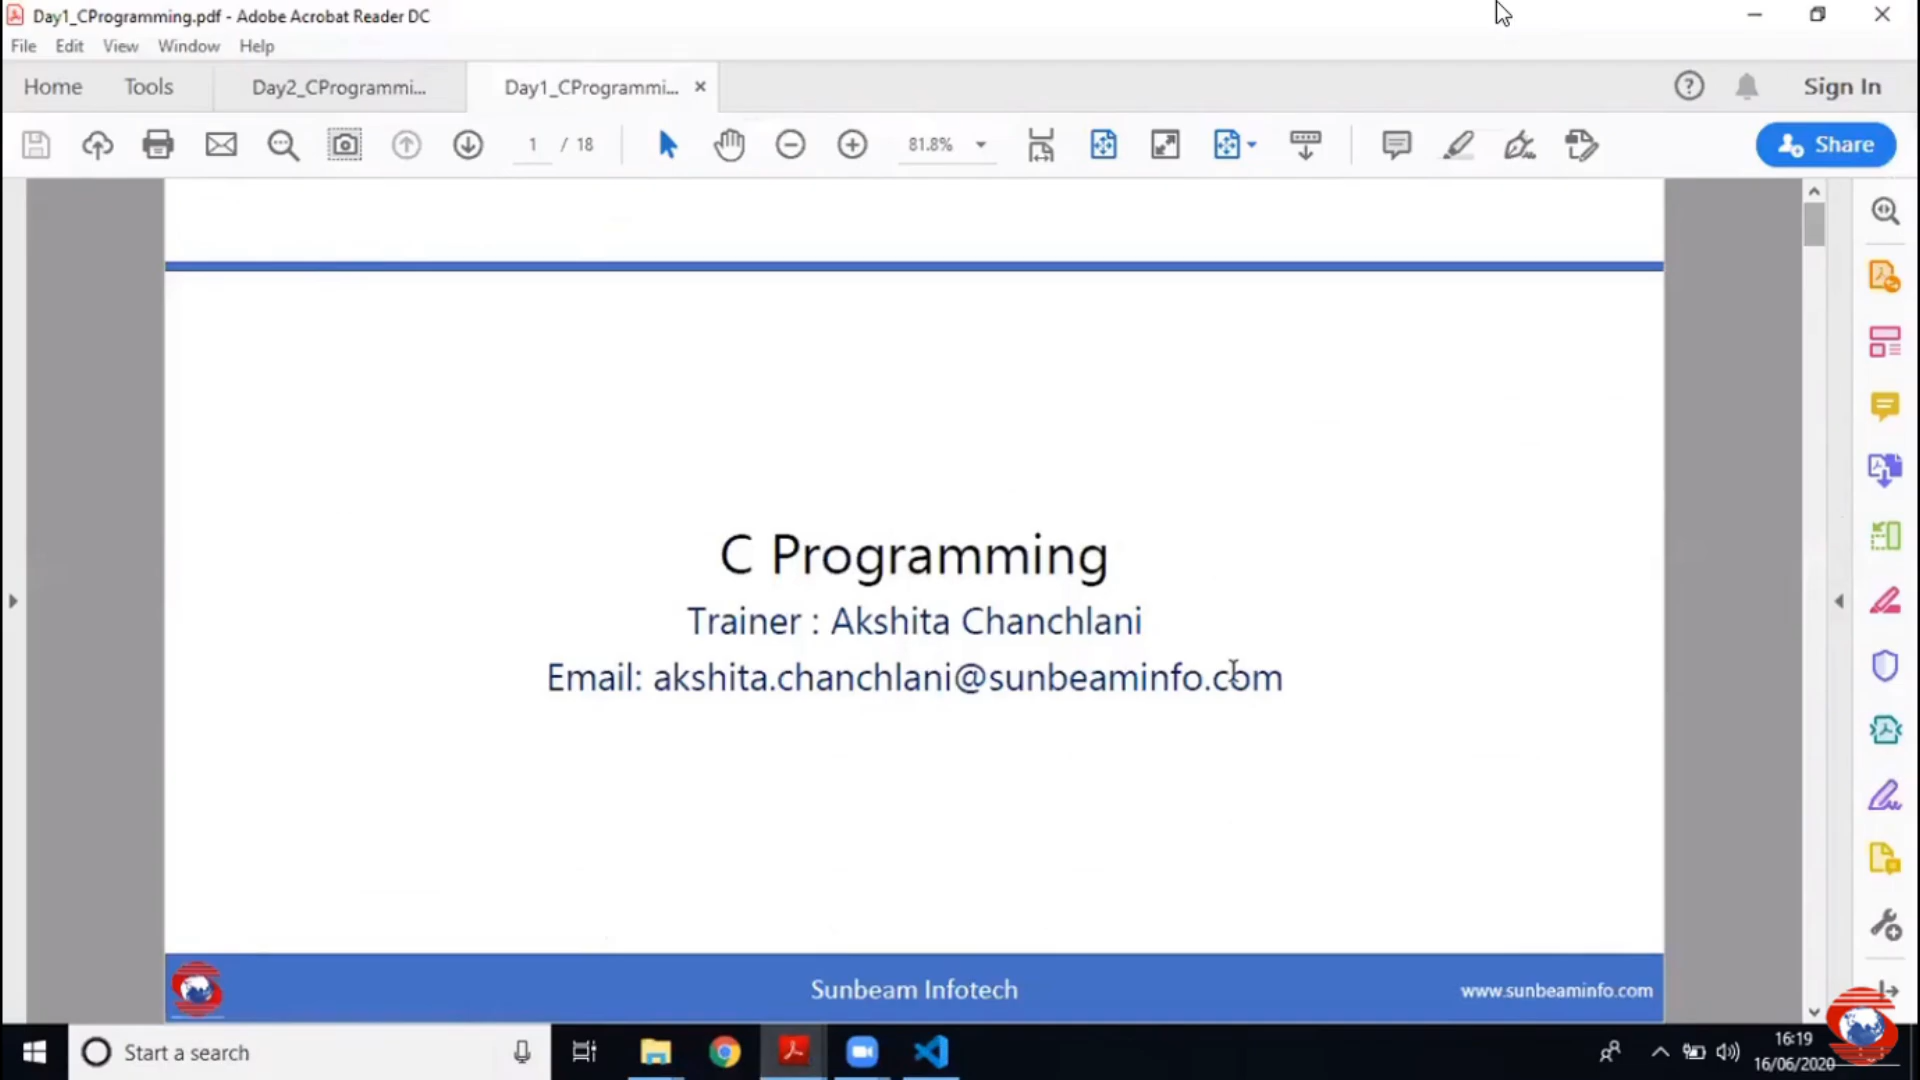 Day1_CProgramming.pdf - Adobe Acrobat Reader DC
File Edit View Window Help
Home Tools Day2_CProgrammi... Day1_CProgrammi... Sign In
1 / 18 81.8% Share
C Programming
Trainer : Akshita Chanchlani
Email: akshita.chanchlani@sunbeaminfo.com
Sunbeam Infotech www.sunbeaminfo.com
Start a search
16:19
16/06/2020